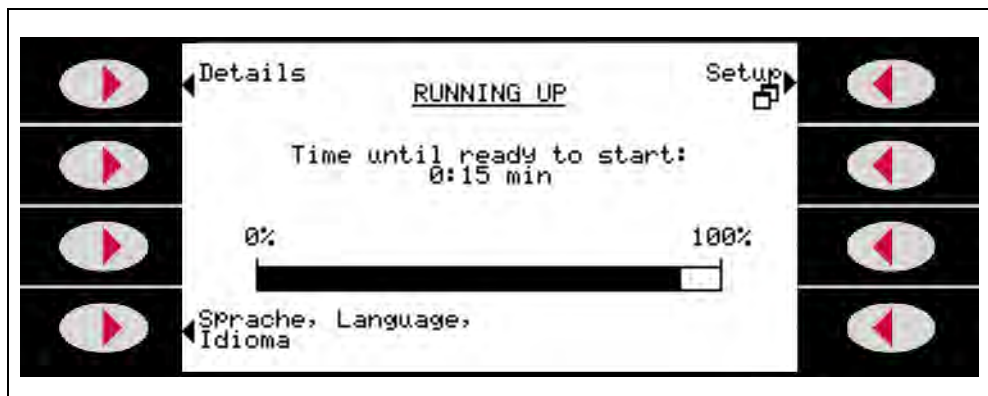 Details
Setup
RUNNING UP
Time until ready to start:
0:15 min
0%
100%
Sprache, Language,
Idioma